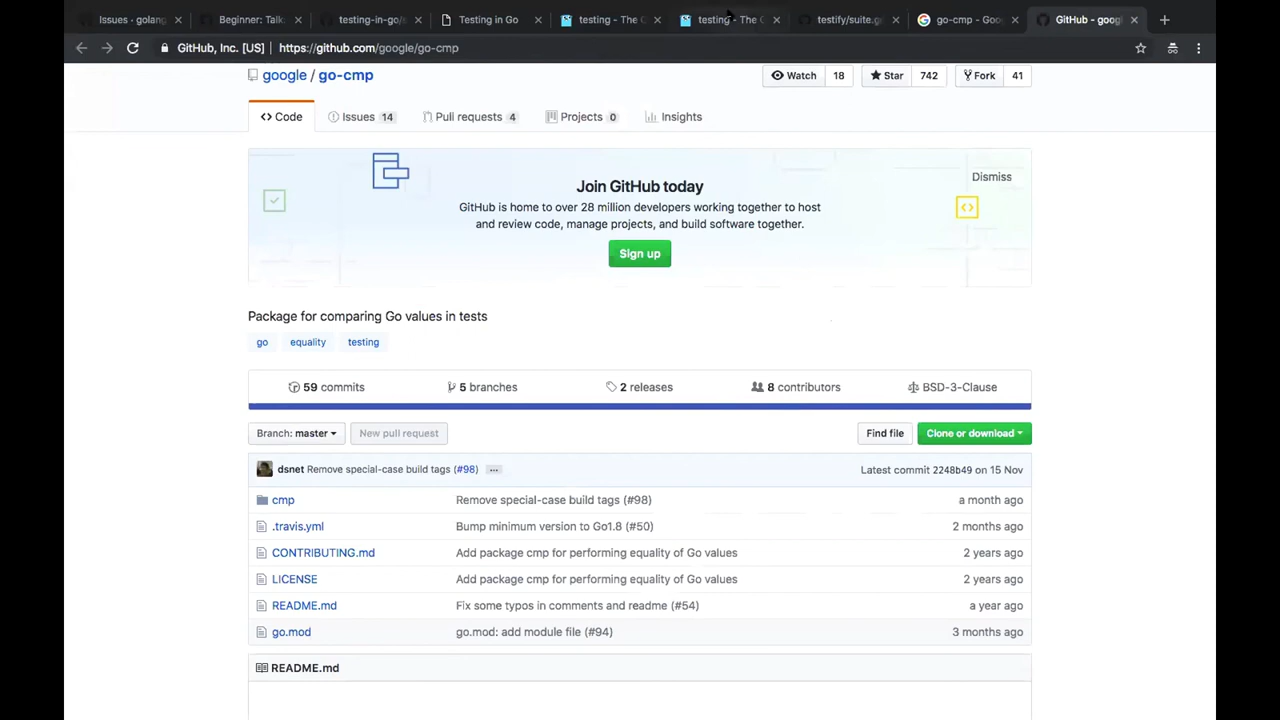 Issues · golang
Beginner: Talk:
testing-in-go/s
Testing in Go
testing - The G
testing - The G
testify/suite.g
go-cmp - Goo
GitHub - googl
GitHub, Inc. [US] | https://github.com/google/go-cmp
google / go-cmp
Watch 18
Star 742
Fork 41
Code
Issues 14
Pull requests 4
Projects 0
Insights
Join GitHub today
Dismiss
GitHub is home to over 28 million developers working together to host
and review code, manage projects, and build software together.
Sign up
Package for comparing Go values in tests
go equality testing
59 commits
5 branches
2 releases
8 contributors
BSD-3-Clause
Branch: master
New pull request
Find file
Clone or download
dsnet Remove special-case build tags (#98) ...
Latest commit 2248b49 on 15 Nov
cmp Remove special-case build tags (#98) a month ago
.travis.yml Bump minimum version to Go1.8 (#50) 2 months ago
CONTRIBUTING.md Add package cmp for performing equality of Go values 2 years ago
LICENSE Add package cmp for performing equality of Go values 2 years ago
README.md Fix some typos in comments and readme (#54) a year ago
go.mod go.mod: add module file (#94) 3 months ago
README.md